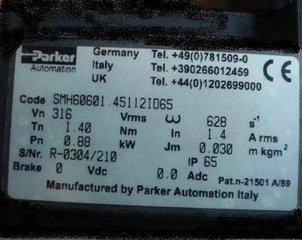 Parker
Automation
Germany Tel. +49(0)781509-0
Italy Tel. +390266012459
UK Tel. +44(0)1202699000
CE
Code SMH60601.45112ID65
Vn 316 Vrms ω 628 s⁻¹
Tn 1.40 Nm In 1.4 A rms
Pn 0.88 kW Jm 0.030 m kgm²
S/Nr. R-0304/210 IP 65
Brake 0 Vdc 0.0 Adc Pat.n-21501 A/89
Manufactured by Parker Automation Italy